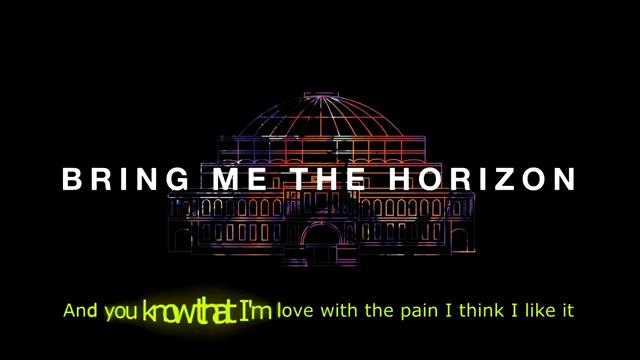 BRING ME THE HORIZON
And you know that I'm love with the pain I think I like it